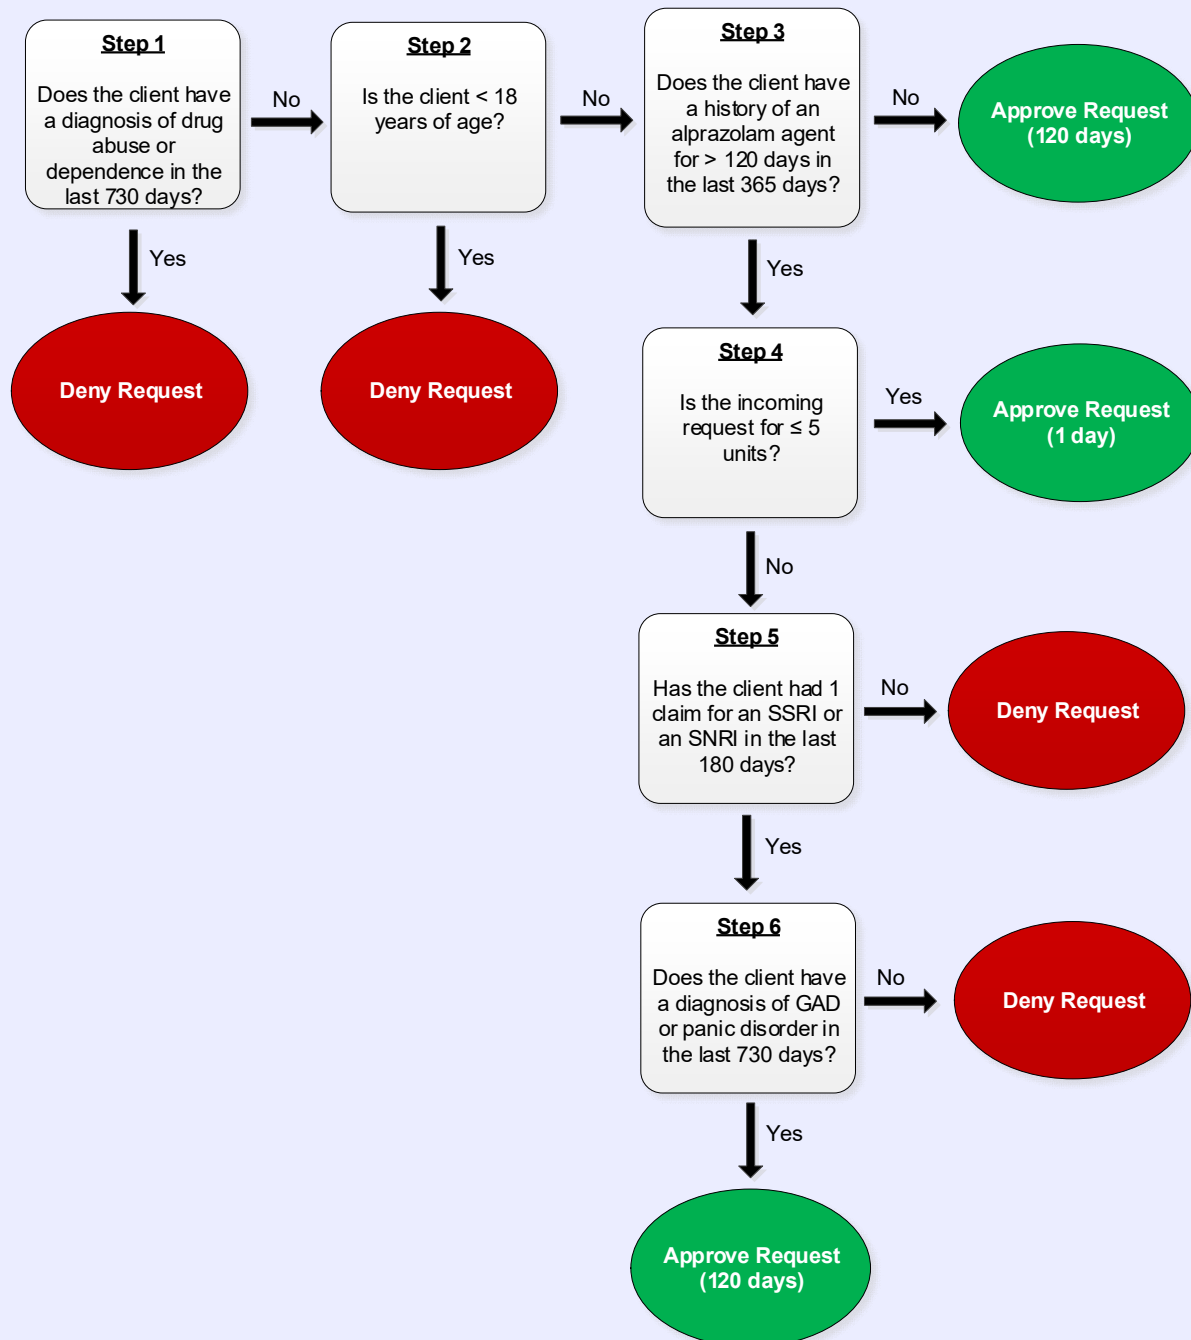 Step 1
Does the client have
a diagnosis of drug
abuse or
dependence in the
last 730 days?
No
Step 2
Is the client < 18
years of age?
No
Step 3
Does the client have
a history of an
alprazolam agent
for > 120 days in
the last 365 days?
No
Approve Request
(120 days)
Yes
Deny Request
Yes
Deny Request
Yes
Step 4
Is the incoming
request for ≤ 5
units?
Yes
Approve Request
(1 day)
No
Step 5
Has the client had 1
claim for an SSRI or
an SNRI in the last
180 days?
No
Deny Request
Yes
Step 6
Does the client have
a diagnosis of GAD
or panic disorder in
the last 730 days?
No
Deny Request
Yes
Approve Request
(120 days)